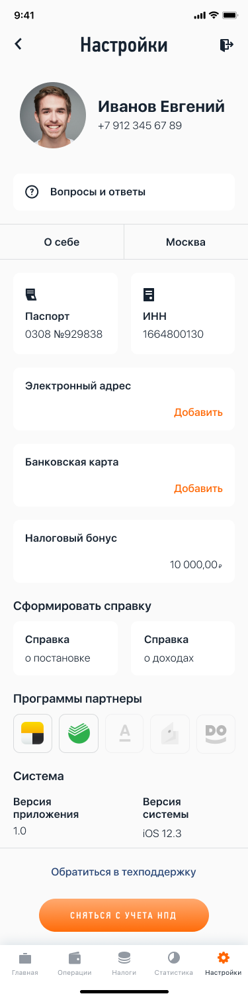 9:41
Настройки
Иванов Евгений
+7 912 345 67 89
Вопросы и ответы
О себе
Москва
Паспорт
0308 №929838
ИНН
1664800130
Электронный адрес
Добавить
Банковская карта
Добавить
Налоговый бонус
10 000,00₽
Сформировать справку
Справка
о постановке
Справка
о доходах
Программы партнеры
А
DO
Система
Версия
приложения
1.0
Версия
системы
iOS 12.3
Обратиться в техподдержку
СНЯТЬСЯ С УЧЕТА НПД
Главная
Операции
Налоги
Статистика
Настройки